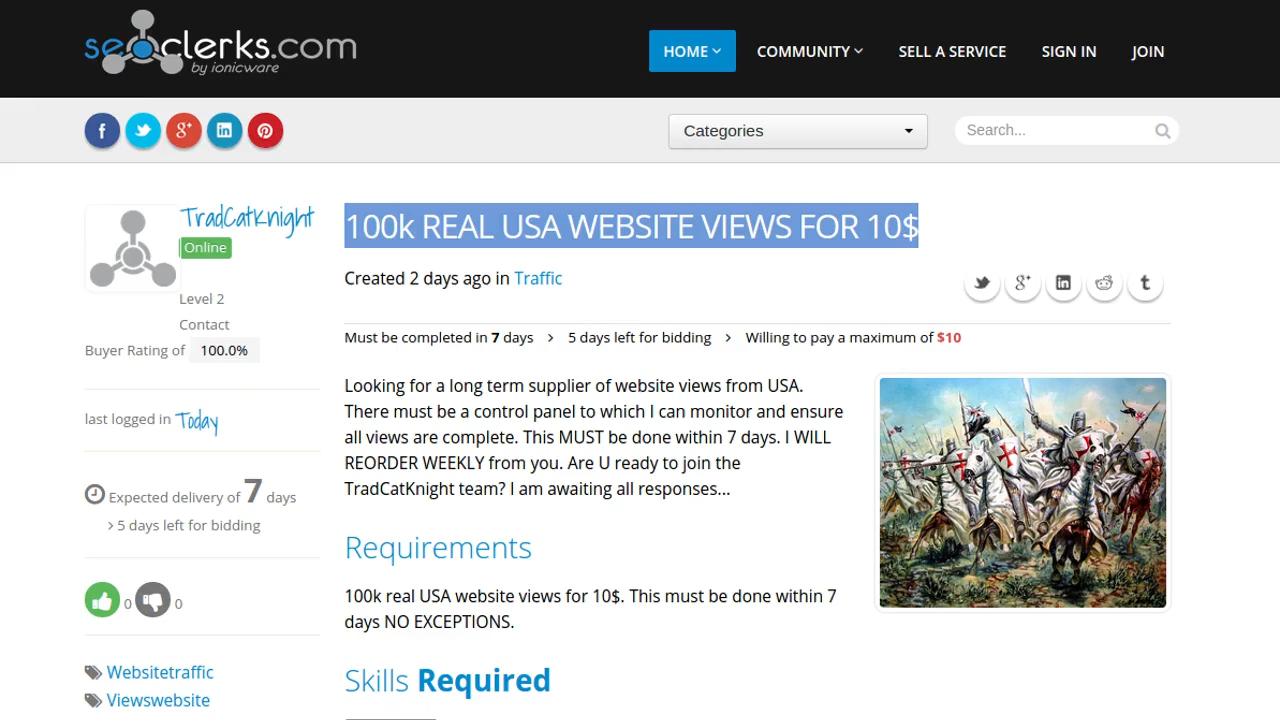 seoclerks.com
by ionicware
HOME
COMMUNITY
SELL A SERVICE
SIGN IN
JOIN
Categories
Search...
TradCatKnight
Online
Level 2
Contact
Buyer Rating of 100.0%
last logged in Today
Expected delivery of 7 days
5 days left for bidding
0
0
Websitetraffic
Viewswebsite
100k REAL USA WEBSITE VIEWS FOR 10$
Created 2 days ago in Traffic
Must be completed in 7 days > 5 days left for bidding > Willing to pay a maximum of $10
Looking for a long term supplier of website views from USA.
There must be a control panel to which I can monitor and ensure
all views are complete. This MUST be done within 7 days. I WILL
REORDER WEEKLY from you. Are U ready to join the
TradCatKnight team? I am awaiting all responses...
Requirements
100k real USA website views for 10$. This must be done within 7
days NO EXCEPTIONS.
Skills Required